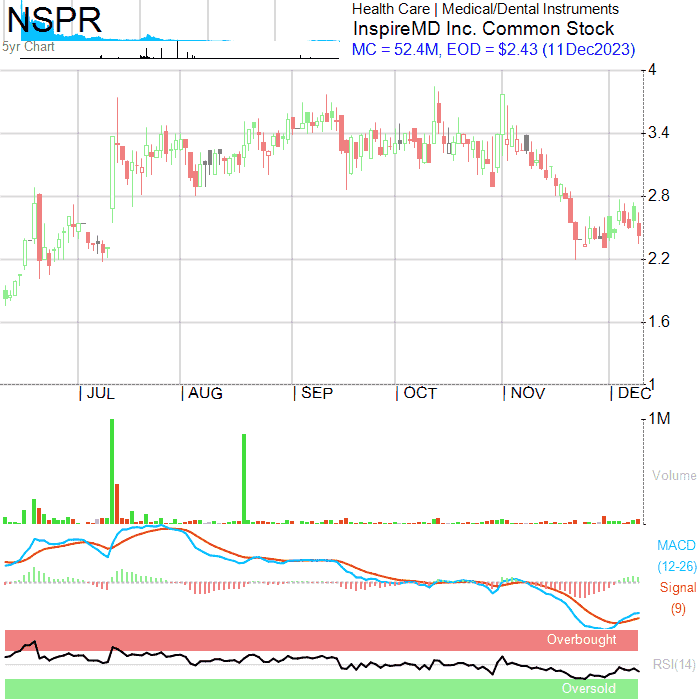 NSPR
5yr Chart
Health Care | Medical/Dental Instruments
InspireMD Inc. Common Stock
MC = 52.4M, EOD = $2.43 (11Dec2023)
4
3.4
2.8
2.2
1.6
1
| JUL | AUG | SEP | OCT | NOV | DEC
1M
Volume
MACD
(12-26)
Signal
(9)
Overbought
RSI(14)
Oversold